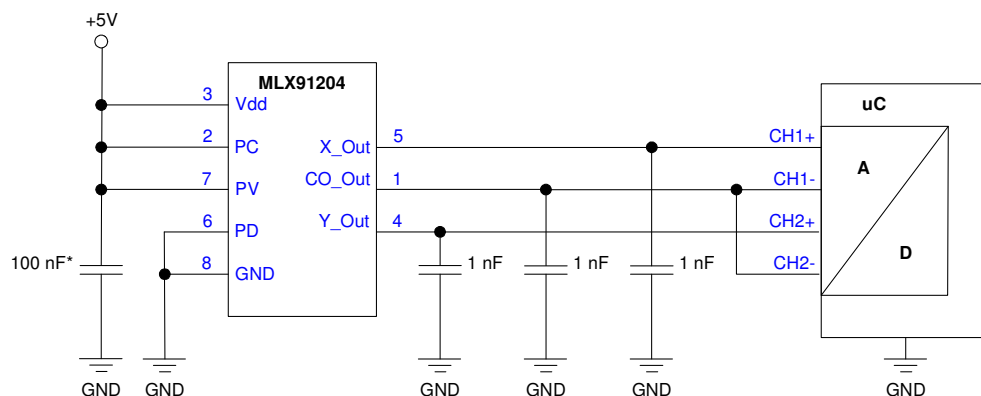 +5V
MLX91204
3
Vdd
2
PC
7
PV
6
PD
8
GND
X_Out
5
CO_Out
1
Y_Out
4
100 nF*
1 nF
1 nF
1 nF
uC
CH1+
CH1-
CH2+
CH2-
A
D
GND
GND
GND
GND
GND
GND